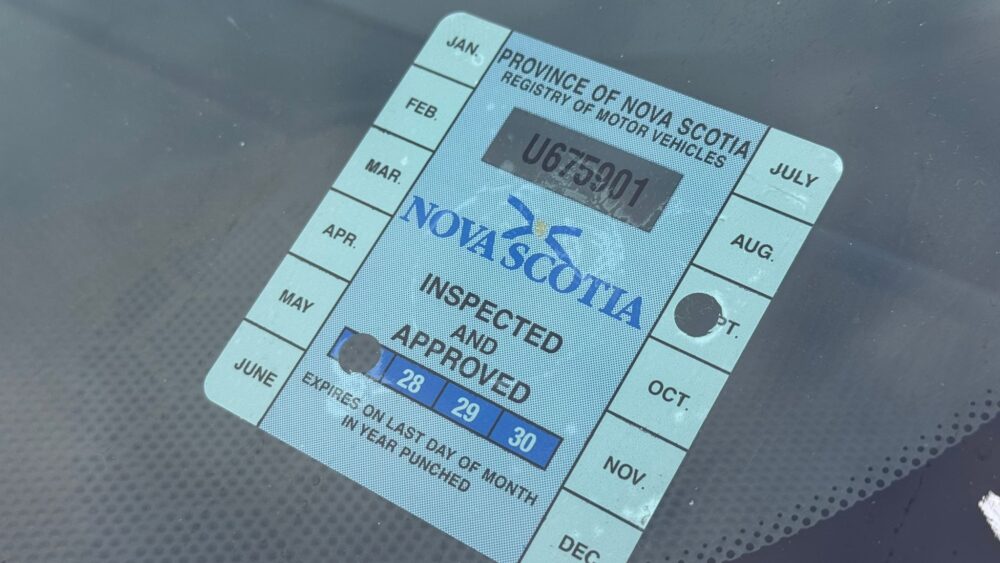 JAN.
FEB.
MAR.
APR.
MAY
JUNE
PROVINCE OF NOVA SCOTIA
REGISTRY OF MOTOR VEHICLES
U675901
NOVA SCOTIA
INSPECTED
AND
APPROVED
28 29 30
EXPIRES ON LAST DAY OF MONTH
IN YEAR PUNCHED
JULY
AUG.
PT.
OCT.
NOV.
DEC